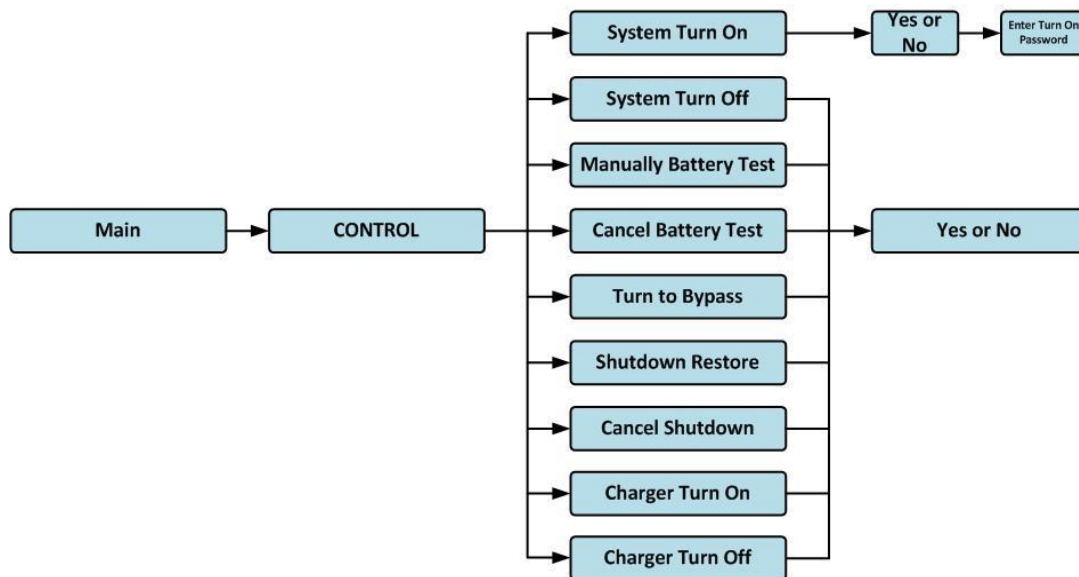 System Turn On
Yes or
No
Enter Turn On
Password
System Turn Off
Manually Battery Test
Main
CONTROL
Cancel Battery Test
Yes or No
Turn to Bypass
Shutdown Restore
Cancel Shutdown
Charger Turn On
Charger Turn Off